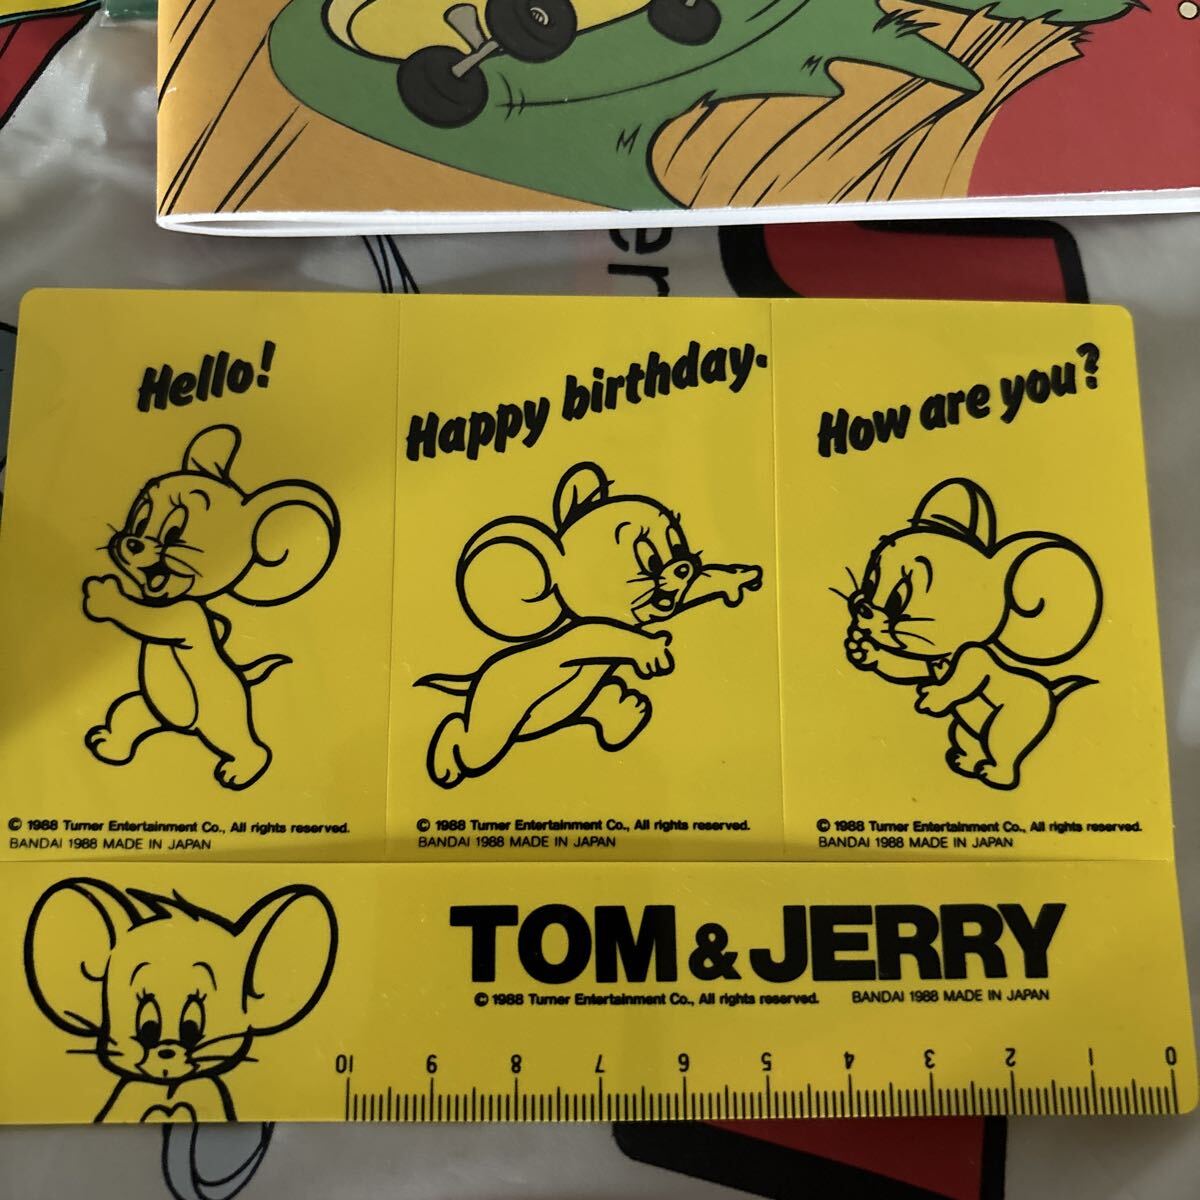 M
M
er
Hello!
Happy birthday.
How are you?
© 1988 Turner Entertainment Co., All rights reserved.
BANDAI 1988 MADE IN JAPAN
© 1988 Turner Entertainment Co., All rights reserved.
BANDAI 1988 MADE IN JAPAN
© 1988 Turner Entertainment Co., All rights reserved.
BANDAI 1988 MADE IN JAPAN
TOM & JERRY
© 1988 Turner Entertainment Co., All rights reserved. BANDAI 1988 MADE IN JAPAN
10 9 8 7 6 5 4 3 2 1 0